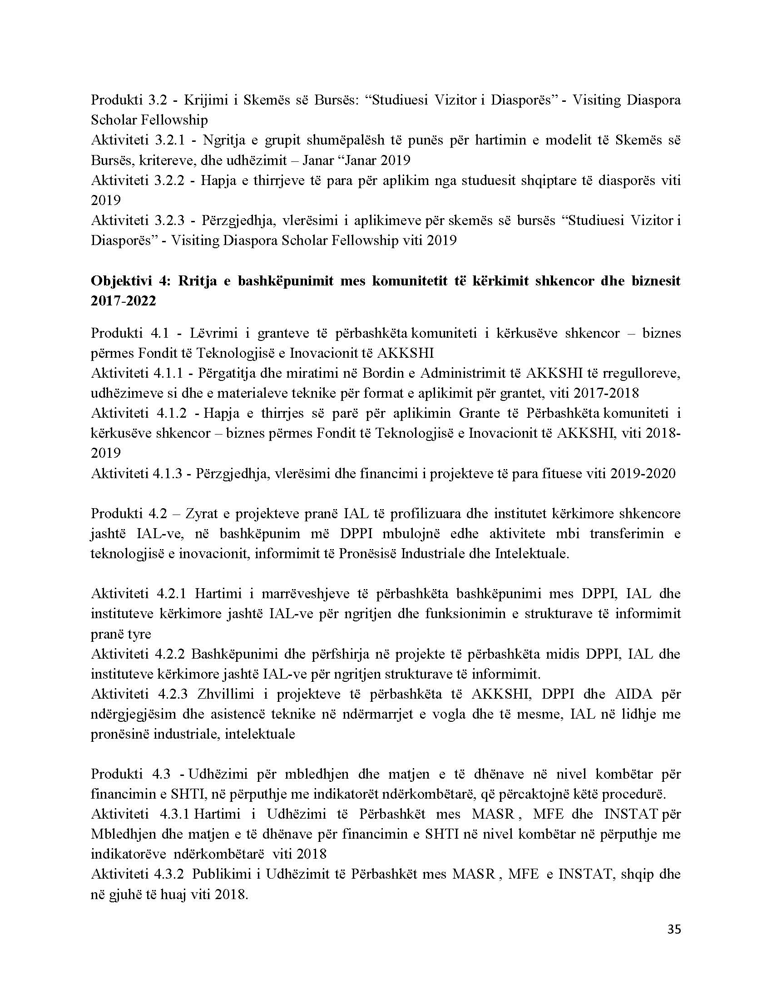 Produkti 3.2 - Krijimi i Skemës së Bursës: “Studiuesi Vizitor i Diasporës” - Visiting Diaspora
Scholar Fellowship
Aktiviteti 3.2.1 - Ngritja e grupit shumëpalësh të punës për hartimin e modelit të Skemës së
Bursës, kritereve, dhe udhëzimit – Janar “Janar 2019
Aktiviteti 3.2.2 - Hapja e thirrjeve të para për aplikim nga studuesit shqiptare të diasporës viti
2019
Aktiviteti 3.2.3 - Përzgjedhja, vlerësimi i aplikimeve për skemës së bursës “Studiuesi Vizitor i
Diasporës” - Visiting Diaspora Scholar Fellowship viti 2019
Objektivi 4: Rritja e bashkëpunimit mes komunitetit të kërkimit shkencor dhe biznesit
2017-2022
Produkti 4.1 - Lëvrimi i granteve të përbashkëta komuniteti i kërkusëve shkencor – biznes
përmes Fondit të Teknologjisë e Inovacionit të AKKSHI
Aktiviteti 4.1.1 - Përgatitja dhe miratimi në Bordin e Administrimit të AKKSHI të rregulloreve,
udhëzimeve si dhe e materialeve teknike për format e aplikimit për grantet, viti 2017-2018
Aktiviteti 4.1.2 - Hapja e thirrjes së parë për aplikimin Grante të Përbashkëta komuniteti i
kërkusëve shkencor – biznes përmes Fondit të Teknologjisë e Inovacionit të AKKSHI, viti 2018-
2019
Aktiviteti 4.1.3 - Përzgjedhja, vlerësimi dhe financimi i projekteve të para fituese viti 2019-2020
Produkti 4.2 – Zyrat e projekteve pranë IAL të profilizuara dhe institutet kërkimore shkencore
jashtë IAL-ve, në bashkëpunim më DPPI mbulojnë edhe aktivitete mbi transferimin e
teknologjisë e inovacionit, informimit të Pronësisë Industriale dhe Intelektuale.
Aktiviteti 4.2.1 Hartimi i marrëveshjeve të përbashkëta bashkëpunimi mes DPPI, IAL dhe
instituteve kërkimore jashtë IAL-ve për ngritjen dhe funksionimin e strukturave të informimit
pranë tyre
Aktiviteti 4.2.2 Bashkëpunimi dhe përfshirja në projekte të përbashkëta midis DPPI, IAL dhe
instituteve kërkimore jashtë IAL-ve për ngritjen strukturave të informimit.
Aktiviteti 4.2.3 Zhvillimi i projekteve të përbashkëta të AKKSHI, DPPI dhe AIDA për
ndërgjegjësim dhe asistencë teknike në ndërmarrjet e vogla dhe të mesme, IAL në lidhje me
pronësinë industriale, intelektuale
Produkti 4.3 - Udhëzimi për mbledhjen dhe matjen e të dhënave në nivel kombëtar për
financimin e SHTI, në përputhje me indikatorët ndërkombëtarë, që përcaktojnë këtë procedurë.
Aktiviteti 4.3.1 Hartimi i Udhëzimi të Përbashkët mes MASR , MFE dhe INSTAT për
Mbledhjen dhe matjen e të dhënave për financimin e SHTI në nivel kombëtar në përputhje me
indikatorëve ndërkombëtarë viti 2018
Aktiviteti 4.3.2 Publikimi i Udhëzimit të Përbashkët mes MASR , MFE e INSTAT, shqip dhe
në gjuhë të huaj viti 2018.
35